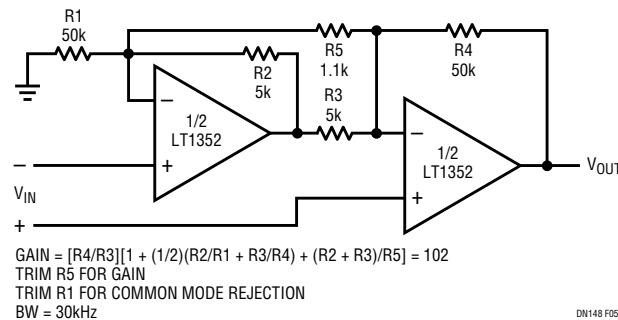 R1
50k
R5
1.1k
R4
50k
R2
5k
R3
5k
–
+
1/2
LT1352
–
+
1/2
LT1352
–
VIN
+
VOUT
GAIN = [R4/R3][1 + (1/2)(R2/R1 + R3/R4) + (R2 + R3)/R5] = 102
TRIM R5 FOR GAIN
TRIM R1 FOR COMMON MODE REJECTION
BW = 30kHz
DN148 F05